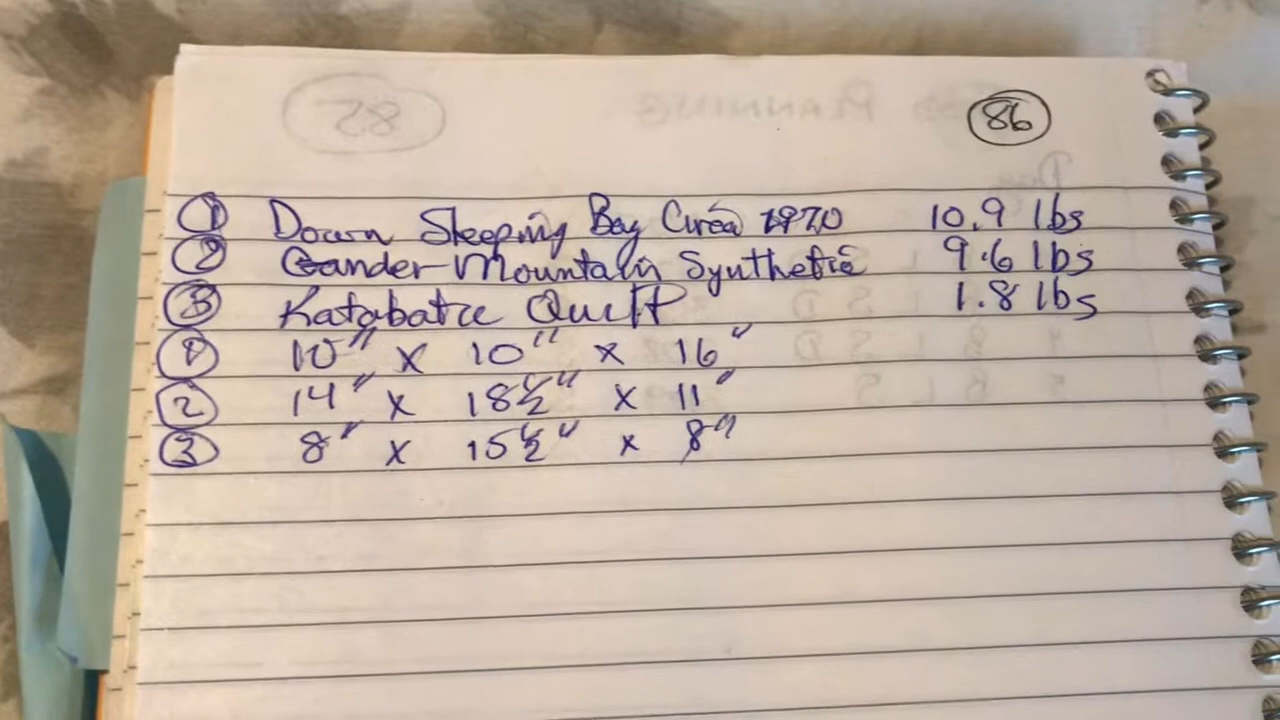 86
① Down Sleeping Bag Circa 1970 10.9 lbs
② Gander Mountain Synthetic 9.6 lbs
③ Katabatic Quilt 1.8 lbs
① 10" x 10" x 16"
② 14" x 18½" x 11"
③ 8" x 15½" x 8"